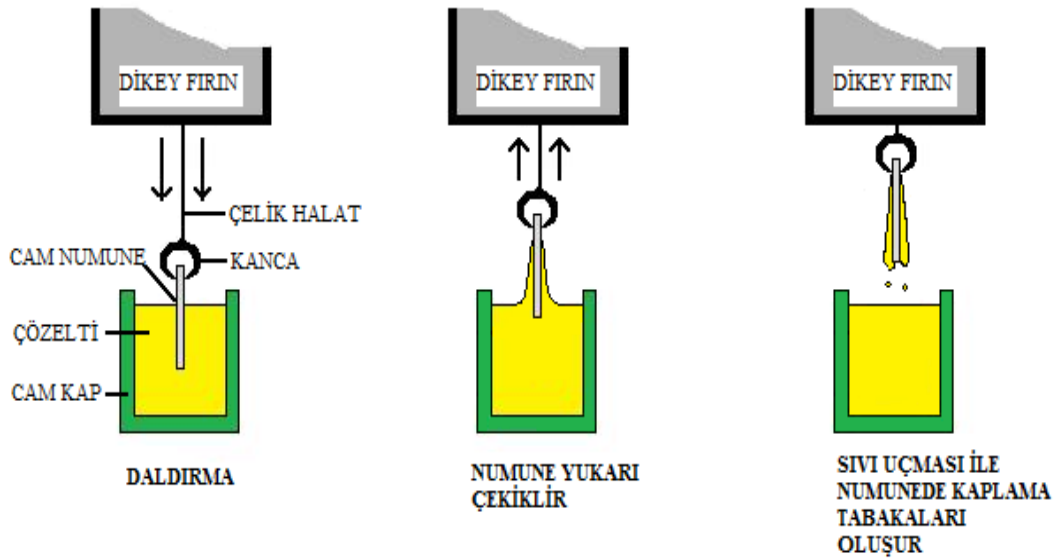 DİKEY FIRIN
DİKEY FIRIN
DİKEY FIRIN
ÇELİK HALAT
CAM NUMUNE
KANCA
ÇÖZELTİ
CAM KAP
DALDIRMA
NUMUNE YUKARI
ÇEKİKLİR
SIVI UÇMASI İLE
NUMUNEDE KAPLAMA
TABAKALARI
OLUŞUR